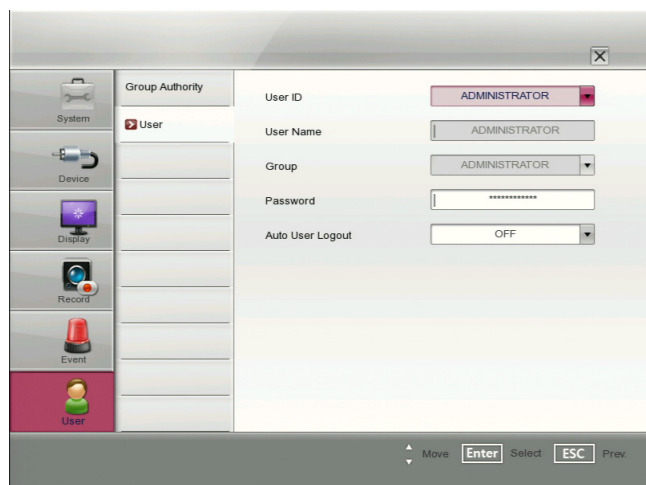 System
Device
Display
Record
Event
User
Group Authority
User
User ID ADMINISTRATOR
User Name ADMINISTRATOR
Group ADMINISTRATOR
Password ************
Auto User Logout OFF
Move Enter Select ESC Prev.